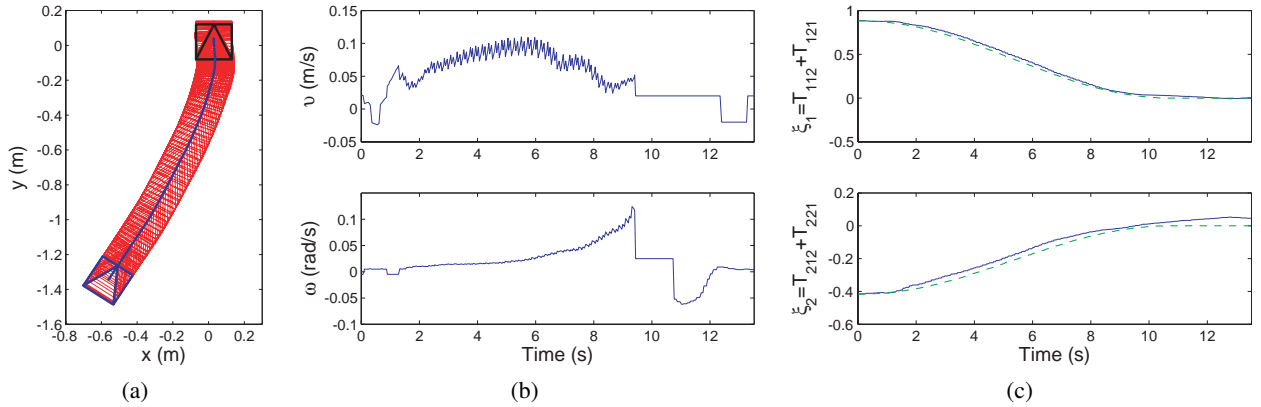 0
-0.2
-0.4
-0.6
-0.8
-1
-1.2
-1.4
-1.6
y (m)
-0.8 -0.6 -0.4 -0.2 0 0.2
x (m)
(a)
0.15
0.1
0.05
0
-0.05
υ (m/s)
0 2 4 6 8 10 12
0.1
0.05
0
-0.05
-0.1
ω (rad/s)
0 2 4 6 8 10 12
Time (s)
(b)
1
0.5
0
-0.5
ξ₁=T₁₁₂+T₁₂₁
0 2 4 6 8 10 12
0.2
0
-0.2
-0.4
-0.6
ξ₂=T₂₁₂+T₂₂₁
0 2 4 6 8 10 12
Time (s)
(c)